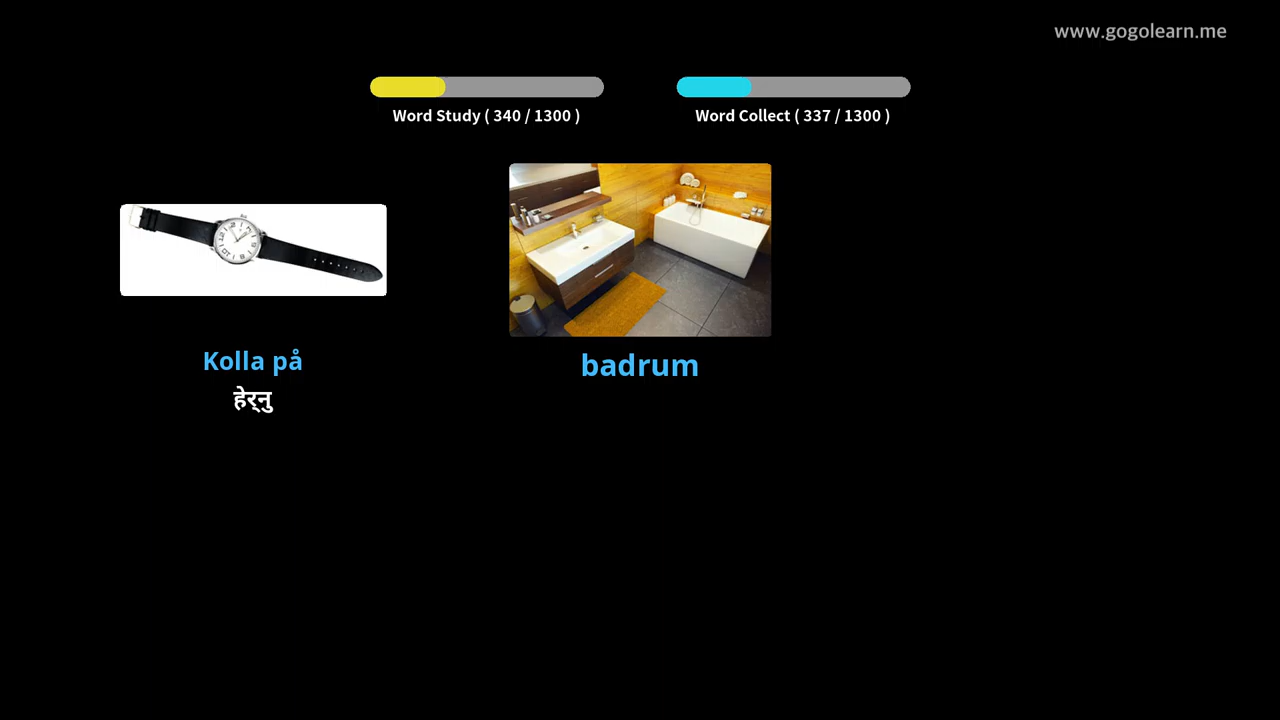 www.gogolearn.me
Word Study ( 340 / 1300 )
Word Collect ( 337 / 1300 )
Kolla på
हेर्नु
badrum